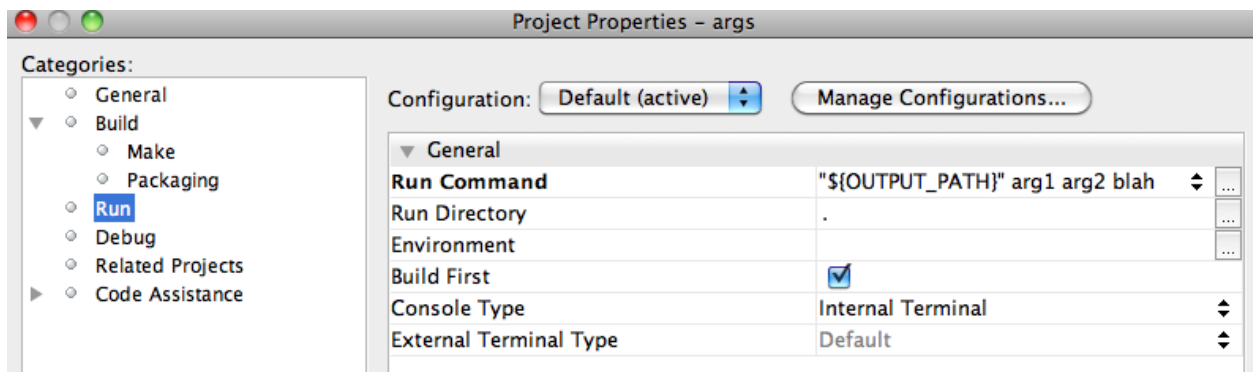 Project Properties – args
Categories:
General
Build
Make
Packaging
Run
Debug
Related Projects
Code Assistance
Configuration: Default (active) Manage Configurations...
General
Run Command "${OUTPUT_PATH}" arg1 arg2 blah ...
Run Directory . ...
Environment ...
Build First
Console Type Internal Terminal
External Terminal Type Default